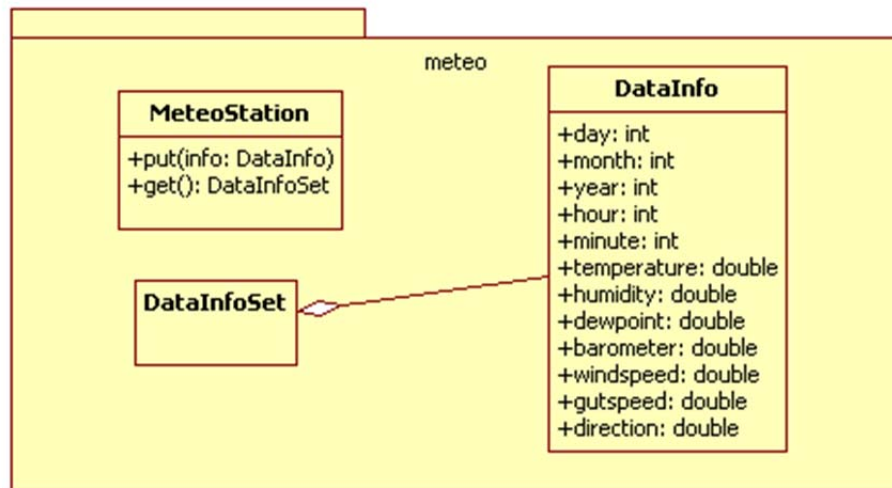 meteo
MeteoStation
+put(info: DataInfo)
+get(): DataInfoSet
DataInfoSet
DataInfo
+day: int
+month: int
+year: int
+hour: int
+minute: int
+temperature: double
+humidity: double
+dewpoint: double
+barometer: double
+windspeed: double
+gutspeed: double
+direction: double